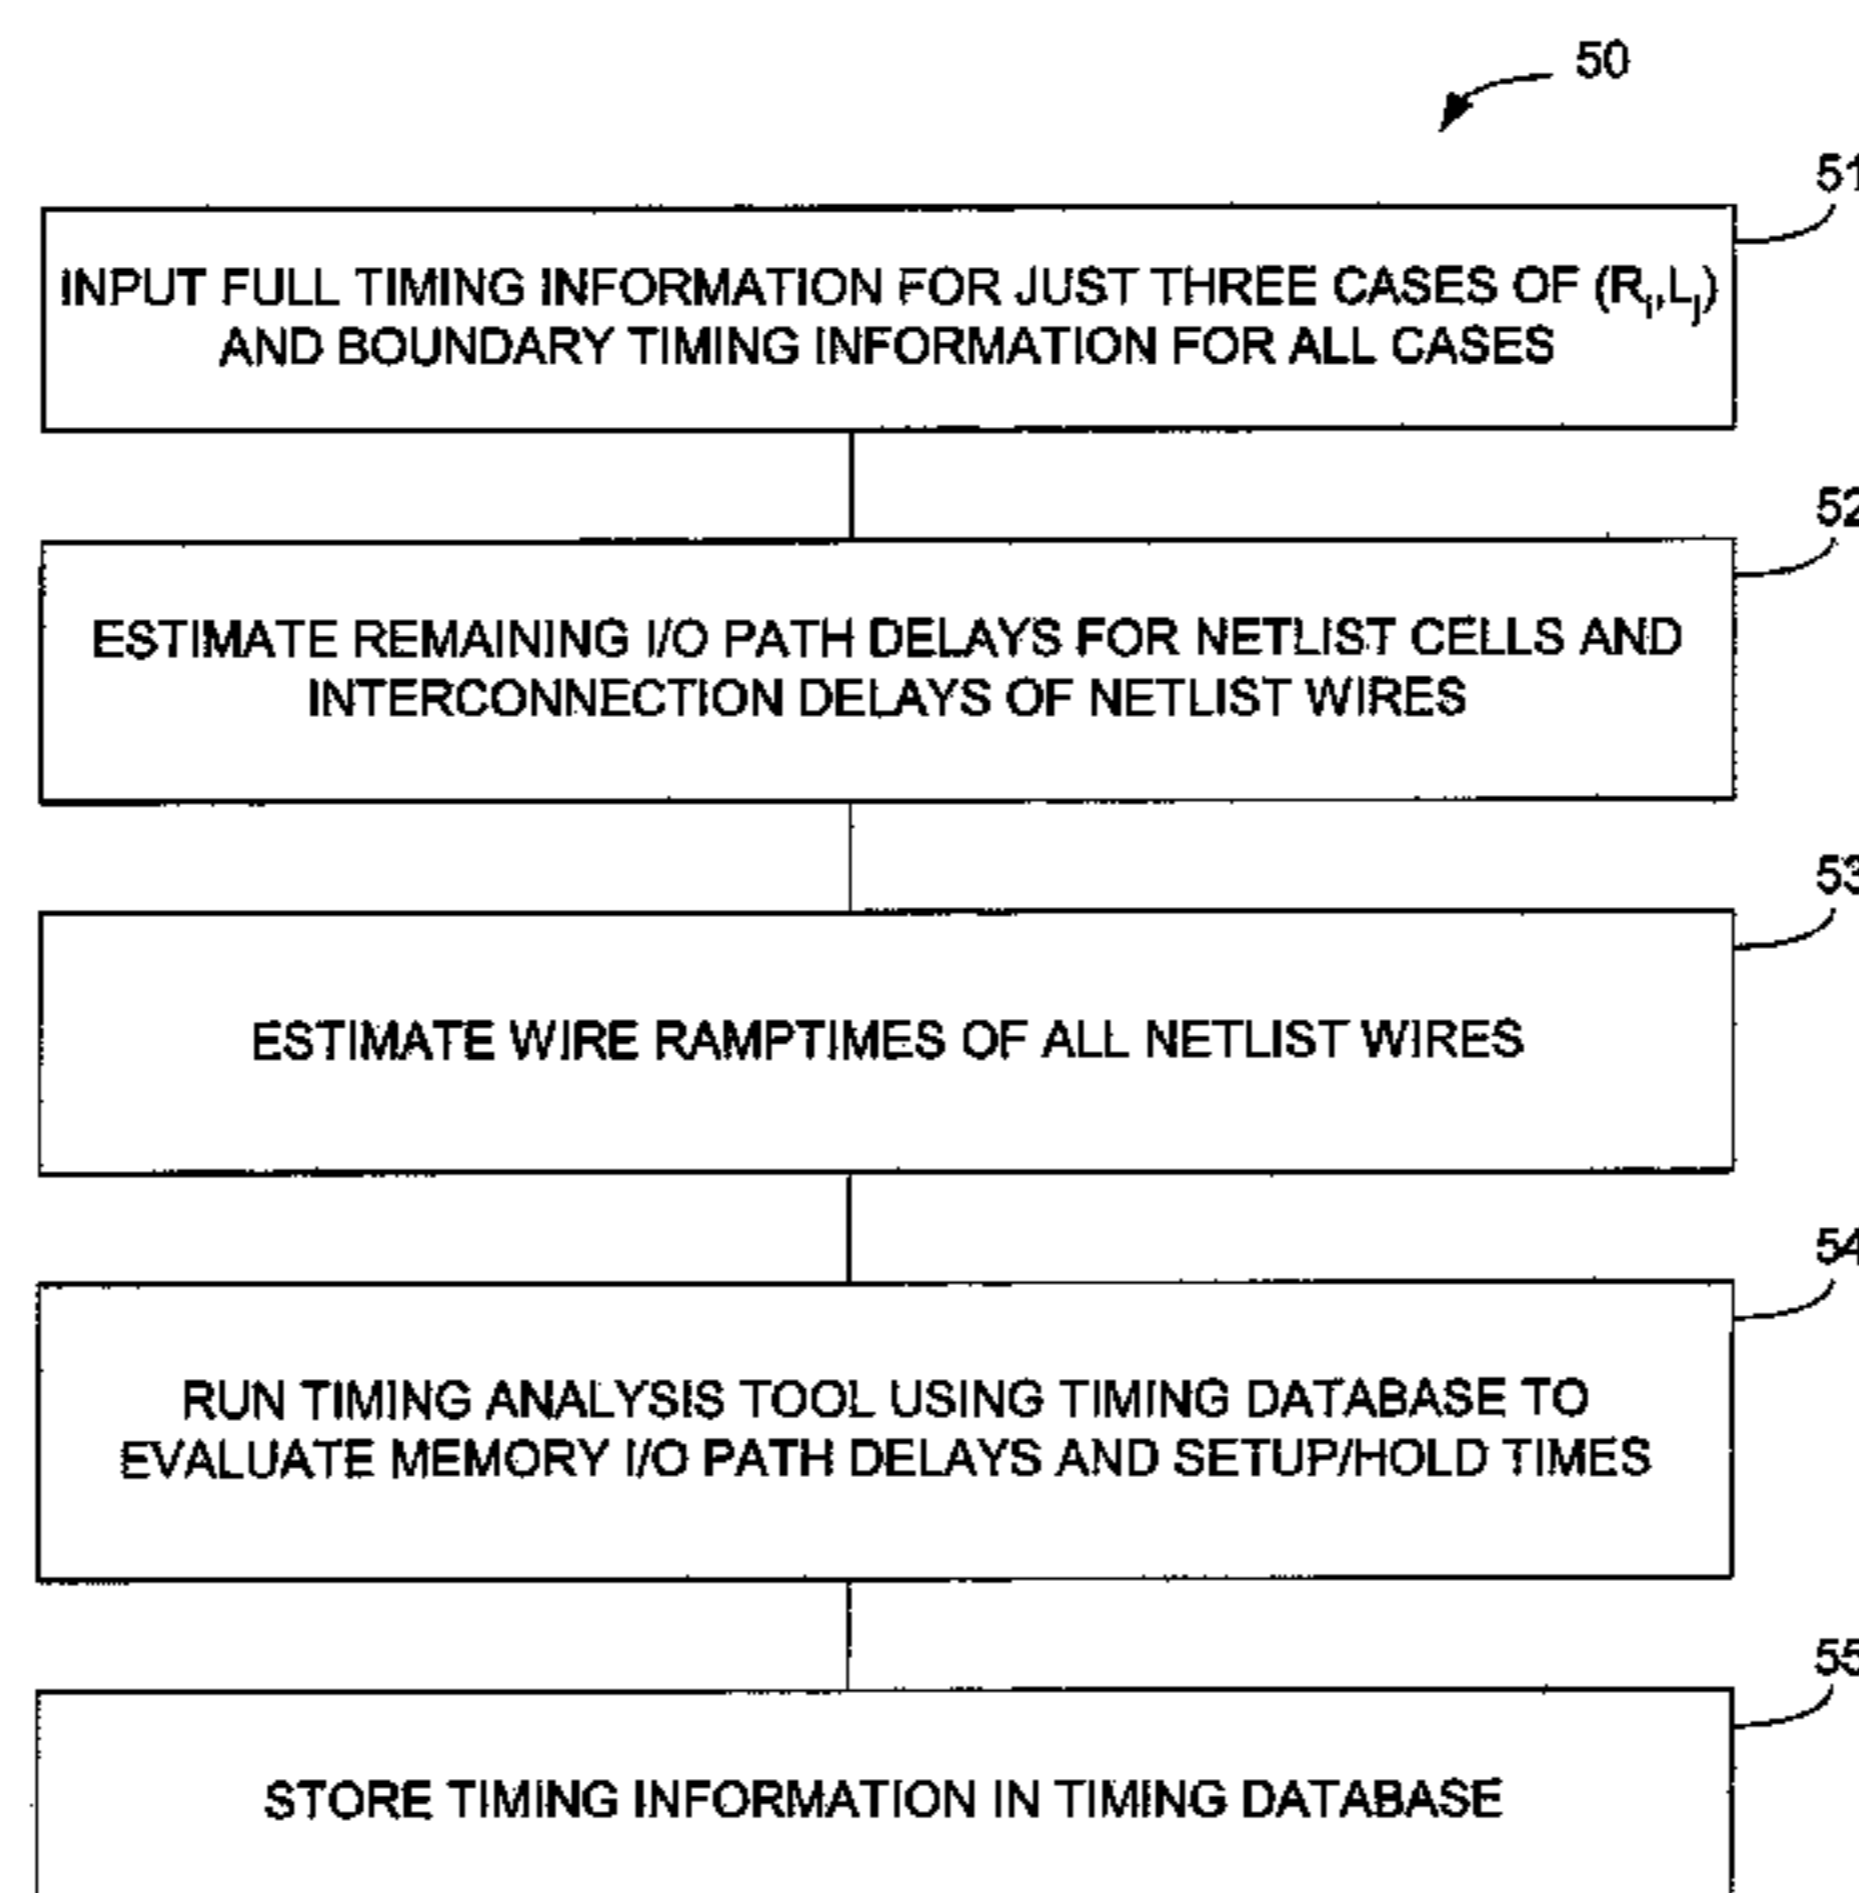 50
51
INPUT FULL TIMING INFORMATION FOR JUST THREE CASES OF (Ri,Lj)
AND BOUNDARY TIMING INFORMATION FOR ALL CASES
52
ESTIMATE REMAINING I/O PATH DELAYS FOR NETLIST CELLS AND
INTERCONNECTION DELAYS OF NETLIST WIRES
53
ESTIMATE WIRE RAMPTIMES OF ALL NETLIST WIRES
54
RUN TIMING ANALYSIS TOOL USING TIMING DATABASE TO
EVALUATE MEMORY I/O PATH DELAYS AND SETUP/HOLD TIMES
55
STORE TIMING INFORMATION IN TIMING DATABASE